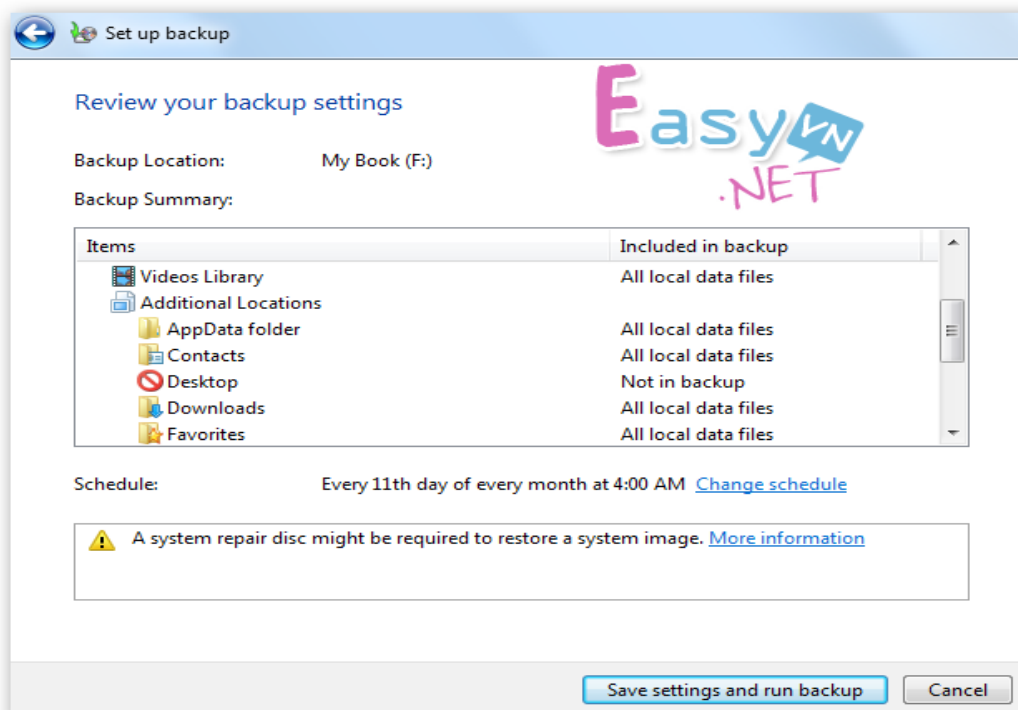 Set up backup
Review your backup settings
EasyVN
.NET
Backup Location: My Book (F:)
Backup Summary:
Items Included in backup
Videos Library All local data files
Additional Locations
AppData folder All local data files
Contacts All local data files
Desktop Not in backup
Downloads All local data files
Favorites All local data files
Schedule: Every 11th day of every month at 4:00 AM Change schedule
A system repair disc might be required to restore a system image. More information
Save settings and run backup Cancel